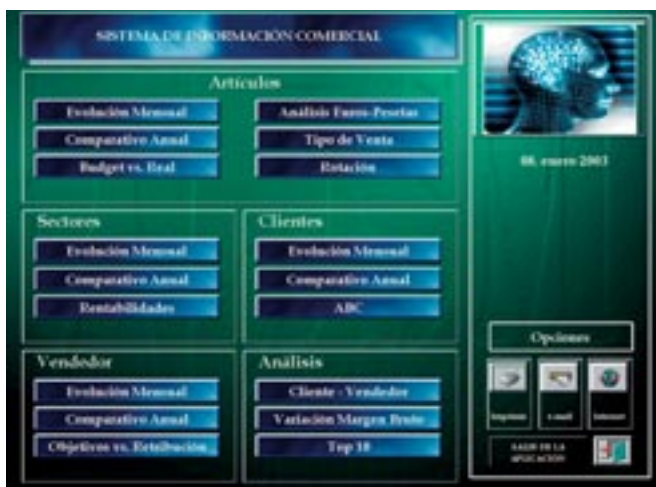 SISTEMA DE INFORMACIÓN COMERCIAL
Artículos
Evolución Mensual
Análisis Euros-Pesetas
Comparativo Anual
Tipo de Venta
Budget vs. Real
Rotación
Sectores
Evolución Mensual
Comparativo Anual
Rentabilidades
Clientes
Evolución Mensual
Comparativo Anual
ABC
Vendedor
Evolución Mensual
Comparativo Anual
Objetivos vs. Retribución
Análisis
Cliente - Vendedor
Variación Margen Bruto
Top 10
08, enero 2003
Opciones
Imprimir
e-mail
Internet
SALIR DE LA
APLICACIÓN